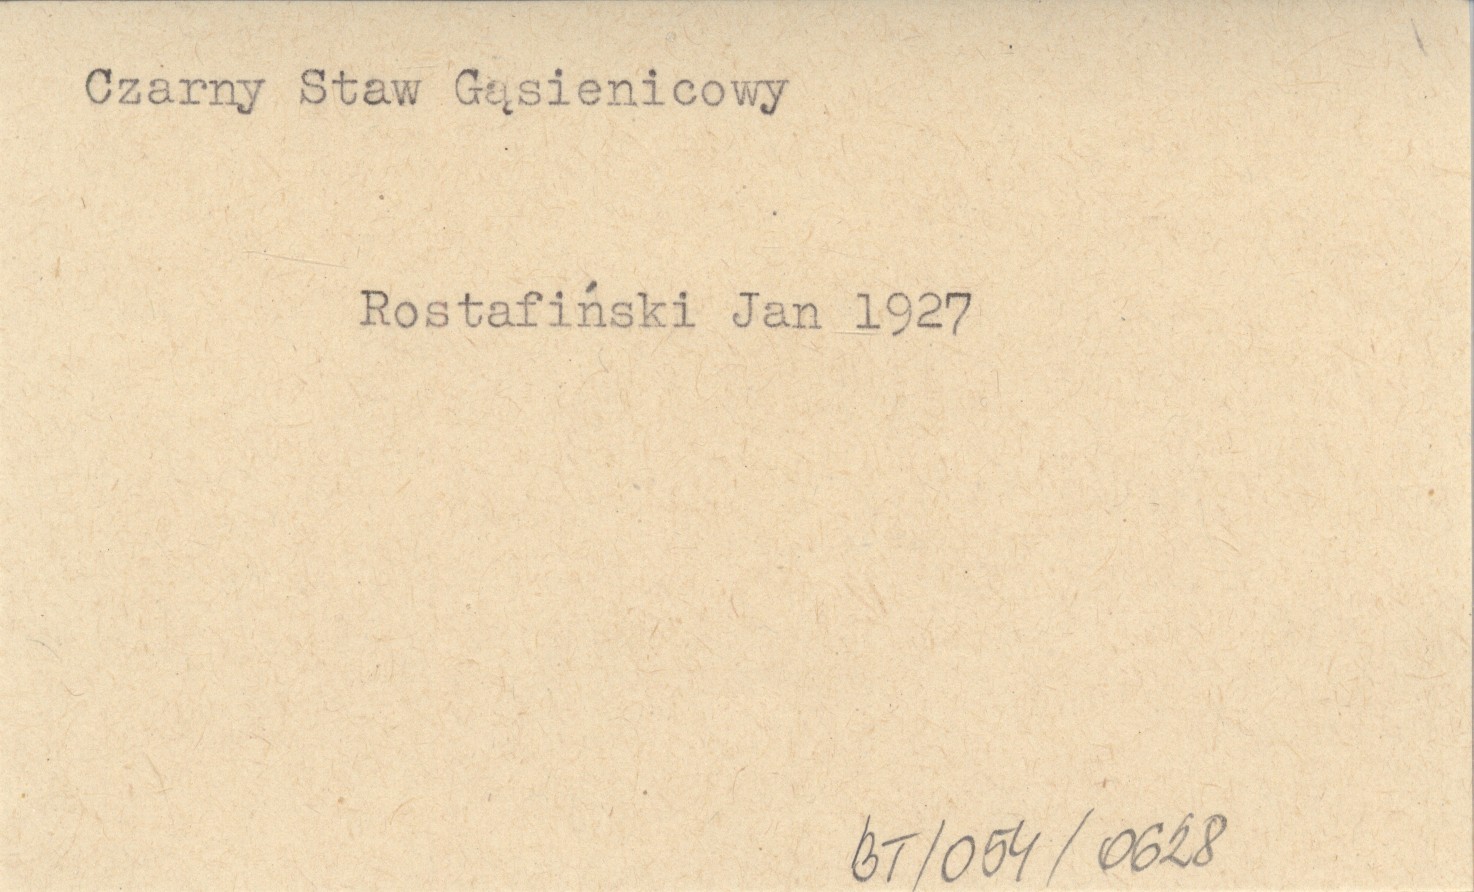 Czarny Staw Gąsienicowy
Rostafiński Jan 1927
BT/054/0628